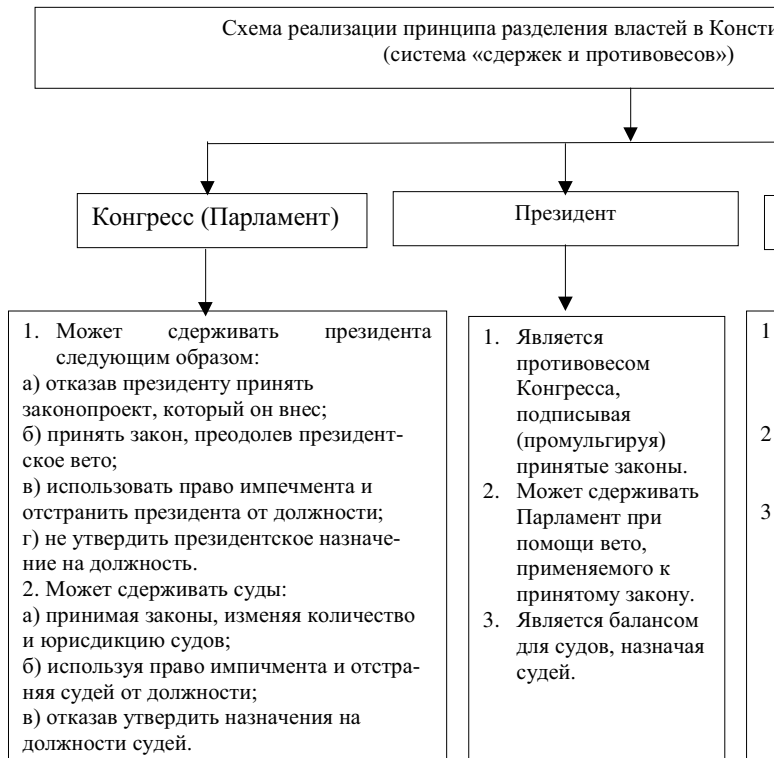 Схема реализации принципа разделения властей в
(система «сдержек и противовесов»)
Конгресс (Парламент)
Президент
1. Может сдерживать президента
следующим образом:
а) отказав президенту принять
законопроект, который он внес;
б) принять закон, преодолев президент-
ское вето;
в) использовать право импечмента и
отстранить президента от должности;
г) не утвердить президентское назначе-
ние на должность.
2. Может сдерживать суды:
а) принимая законы, изменяя количество
и юрисдикцию судов;
б) используя право импичмента и отстра-
няя судей от должности;
в) отказав утвердить назначения на
должности судей.
1. Является
противовесом
Конгресса,
подписывая
(промульгируя)
принятые законы.
2. Может сдерживать
Парламент при
помощи вето,
применяемого к
принятому закону.
3. Является балансом
для судов, назначая
судей.
1
2
3